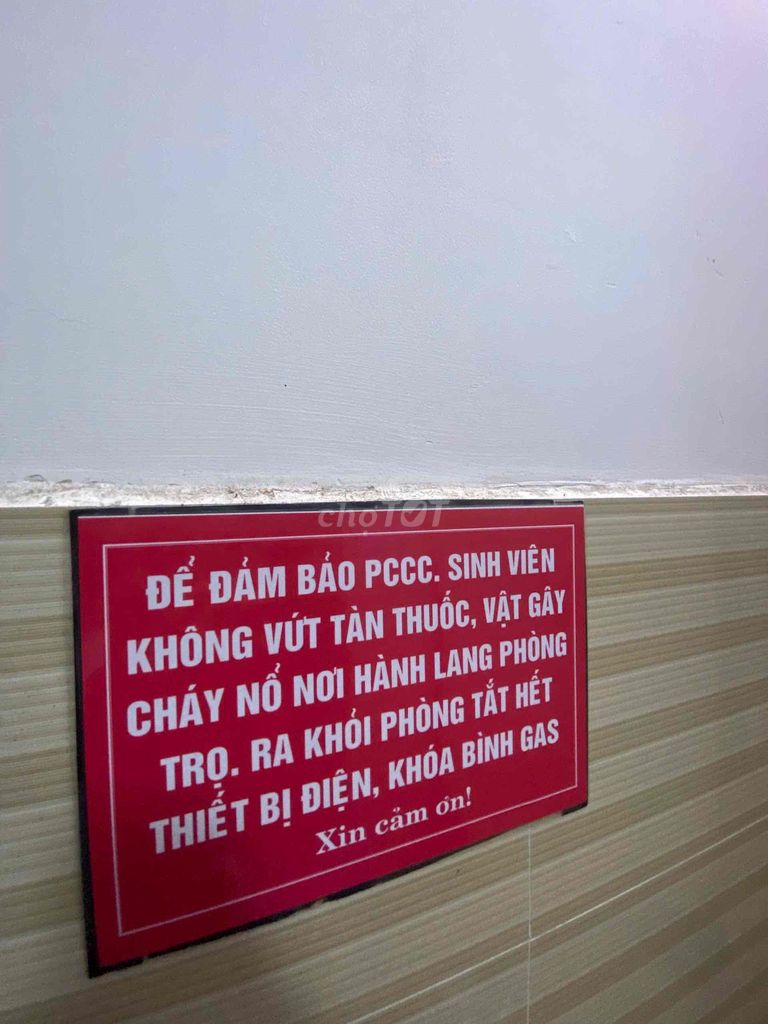 chợTỐT
ĐỂ ĐẢM BẢO PCCC. SINH VIÊN
KHÔNG VỨT TÀN THUỐC, VẬT GÂY
CHÁY NỔ NƠI HÀNH LANG PHÒNG
TRỌ. RA KHỎI PHÒNG TẮT HẾT
THIẾT BỊ ĐIỆN, KHÓA BÌNH GAS
Xin cảm ơn!